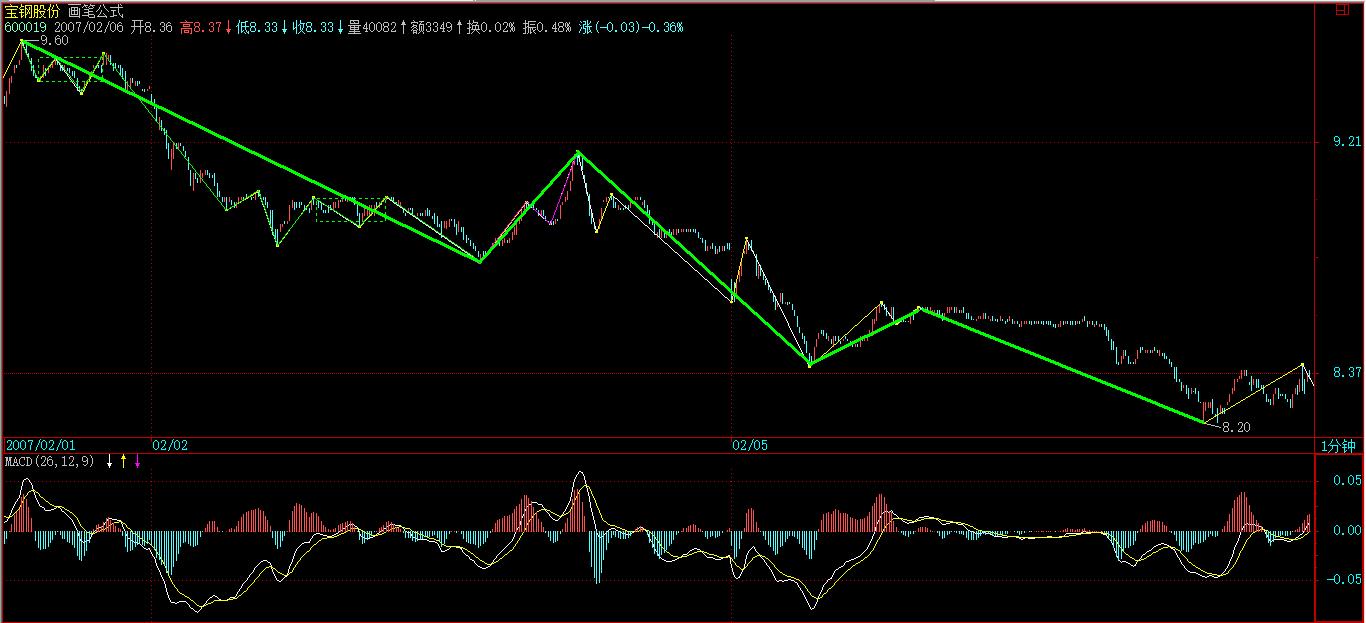 宝钢股份 画笔公式
600019 2007/02/06 开8.36 高8.37↓低8.33↓收8.33↓量40082↑额3349↑换0.02% 振0.48% 涨(-0.03)-0.36%
9.60
9.21
8.37
8.20
2007/02/01 02/02 02/05 1分钟
MACD(26,12,9) ↓ ↑ ↓
0.05
0.00
-0.05